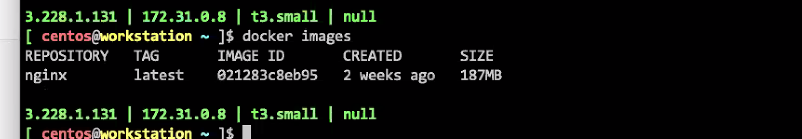 3.228.1.131 | 172.31.0.8 | t3.small | null
[ centos@workstation ~ ]$ docker images
REPOSITORY TAG IMAGE ID CREATED SIZE
nginx latest 021283c8eb95 2 weeks ago 187MB
3.228.1.131 | 172.31.0.8 | t3.small | null
[ centos@workstation ~ ]$